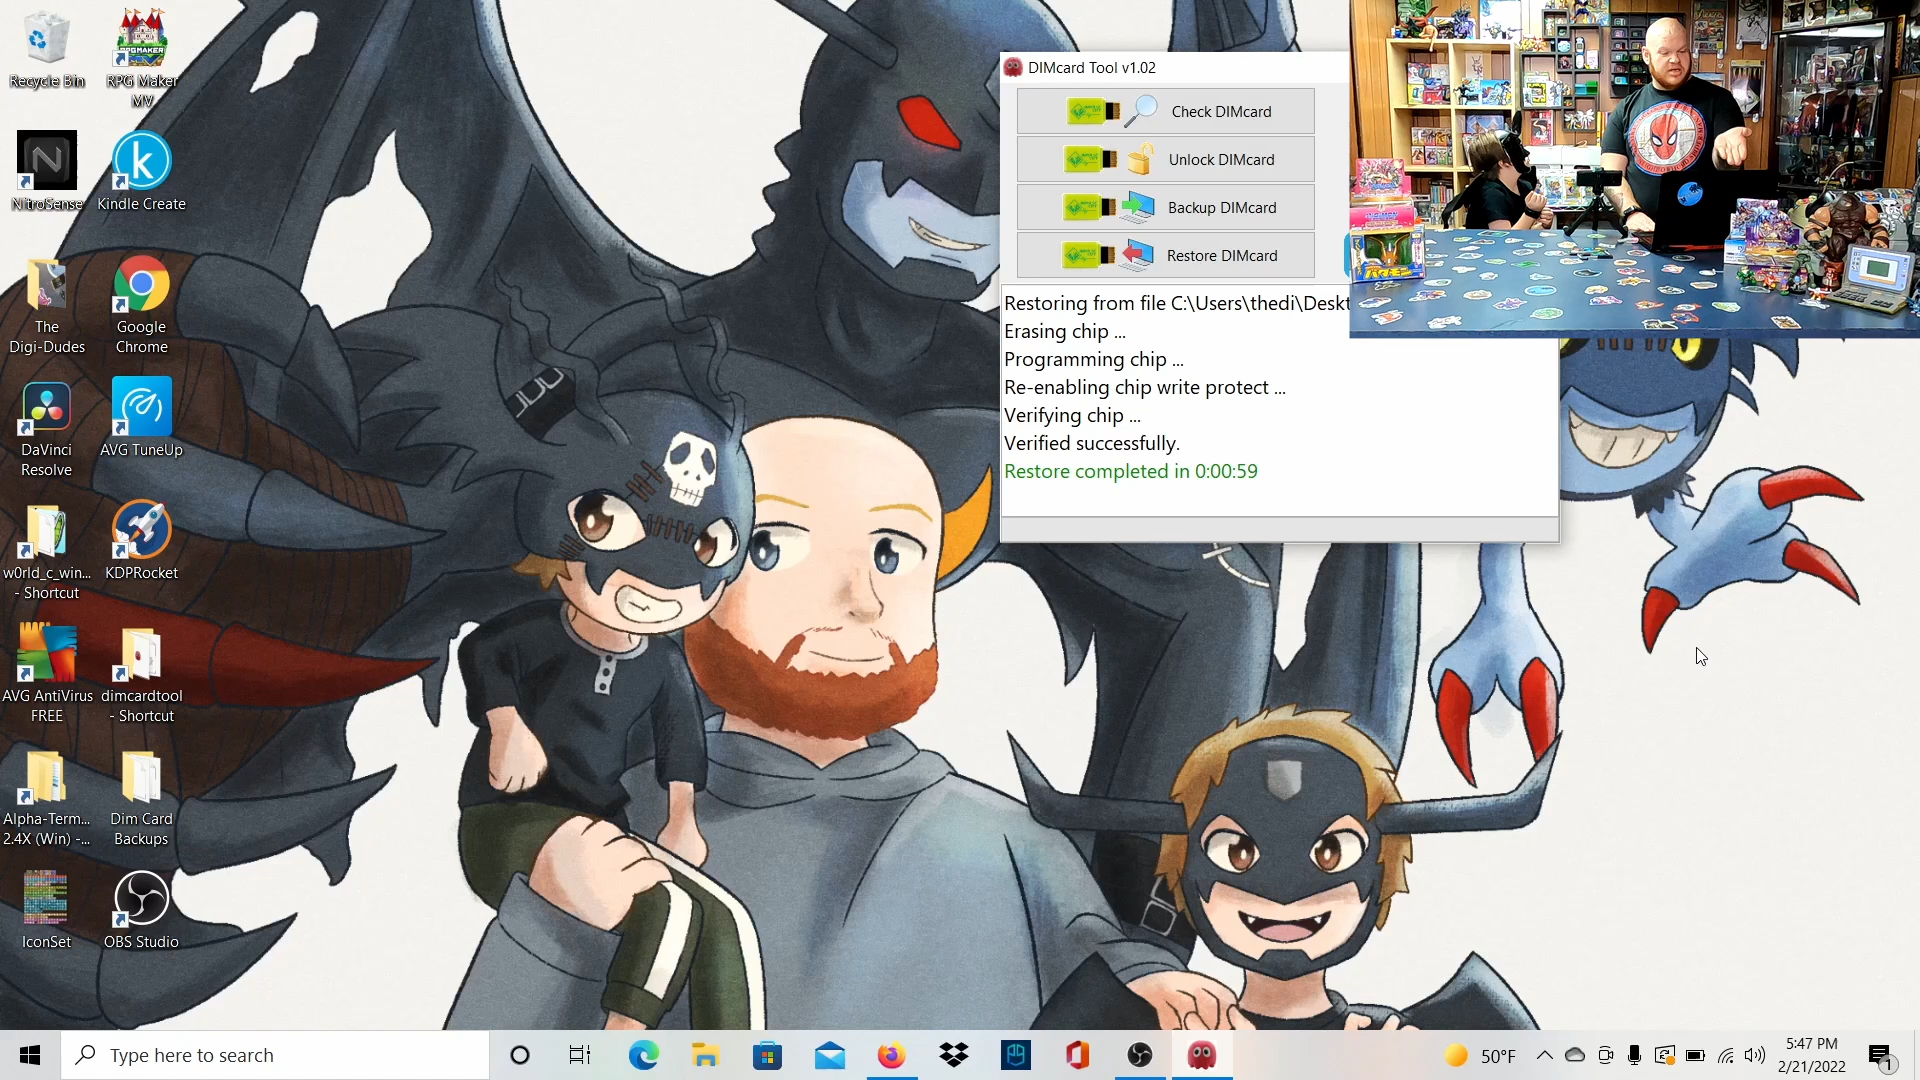 Recycle Bin
RPG Maker
MV
NitroSense
Kindle Create
The
Digi-Dudes
Google
Chrome
DaVinci
Resolve
AVG TuneUp
w0rld_c_win...
- Shortcut
KDPRocket
AVG AntiVirus
FREE
dimcardtool
- Shortcut
Alpha-Term...
2.4X (Win) -...
Dim Card
Backups
IconSet
OBS Studio
DIMcard Tool v1.02
Check DIMcard
Unlock DIMcard
Backup DIMcard
Restore DIMcard
Restoring from file C:\Users\thedi\Deskt
Erasing chip ...
Programming chip ...
Re-enabling chip write protect ...
Verifying chip ...
Verified successfully.
Restore completed in 0:00:59
Type here to search
50°F
5:47 PM
2/21/2022
1